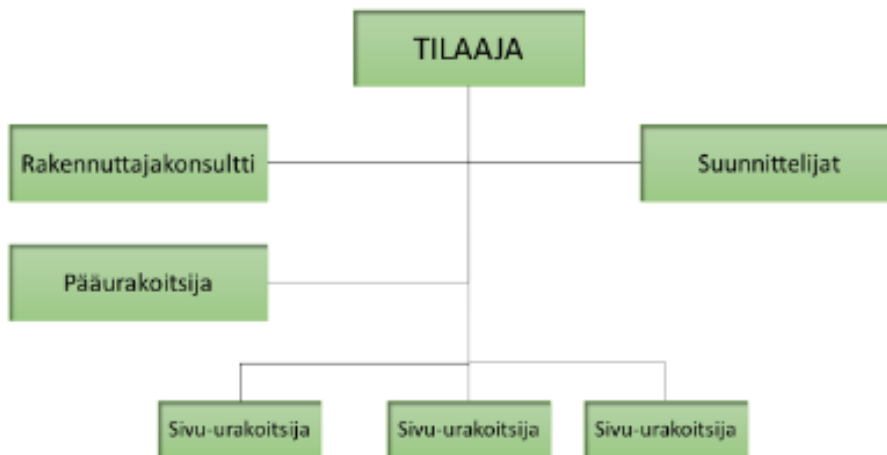 TILAAJA
Rakennuttajakonsultti
Suunnittelijat
Pääurakoitsija
Sivu-urakoitsija
Sivu-urakoitsija
Sivu-urakoitsija